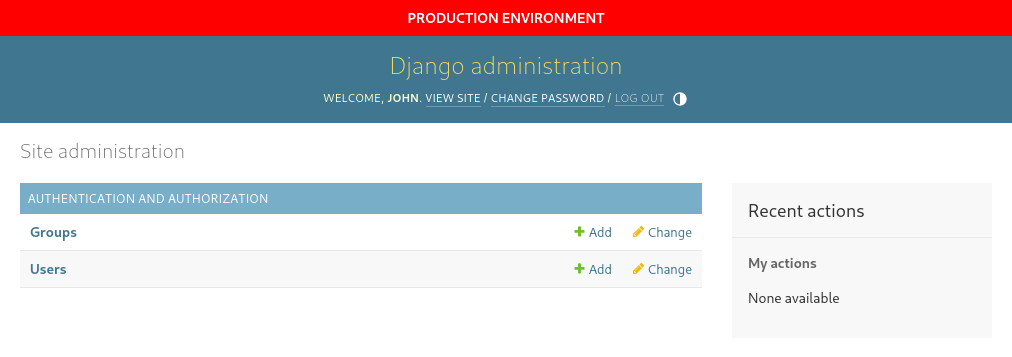 PRODUCTION ENVIRONMENT
Django administration
WELCOME, JOHN. VIEW SITE / CHANGE PASSWORD / LOG OUT
Site administration
AUTHENTICATION AND AUTHORIZATION
Groups Add Change
Users Add Change
Recent actions
My actions
None available